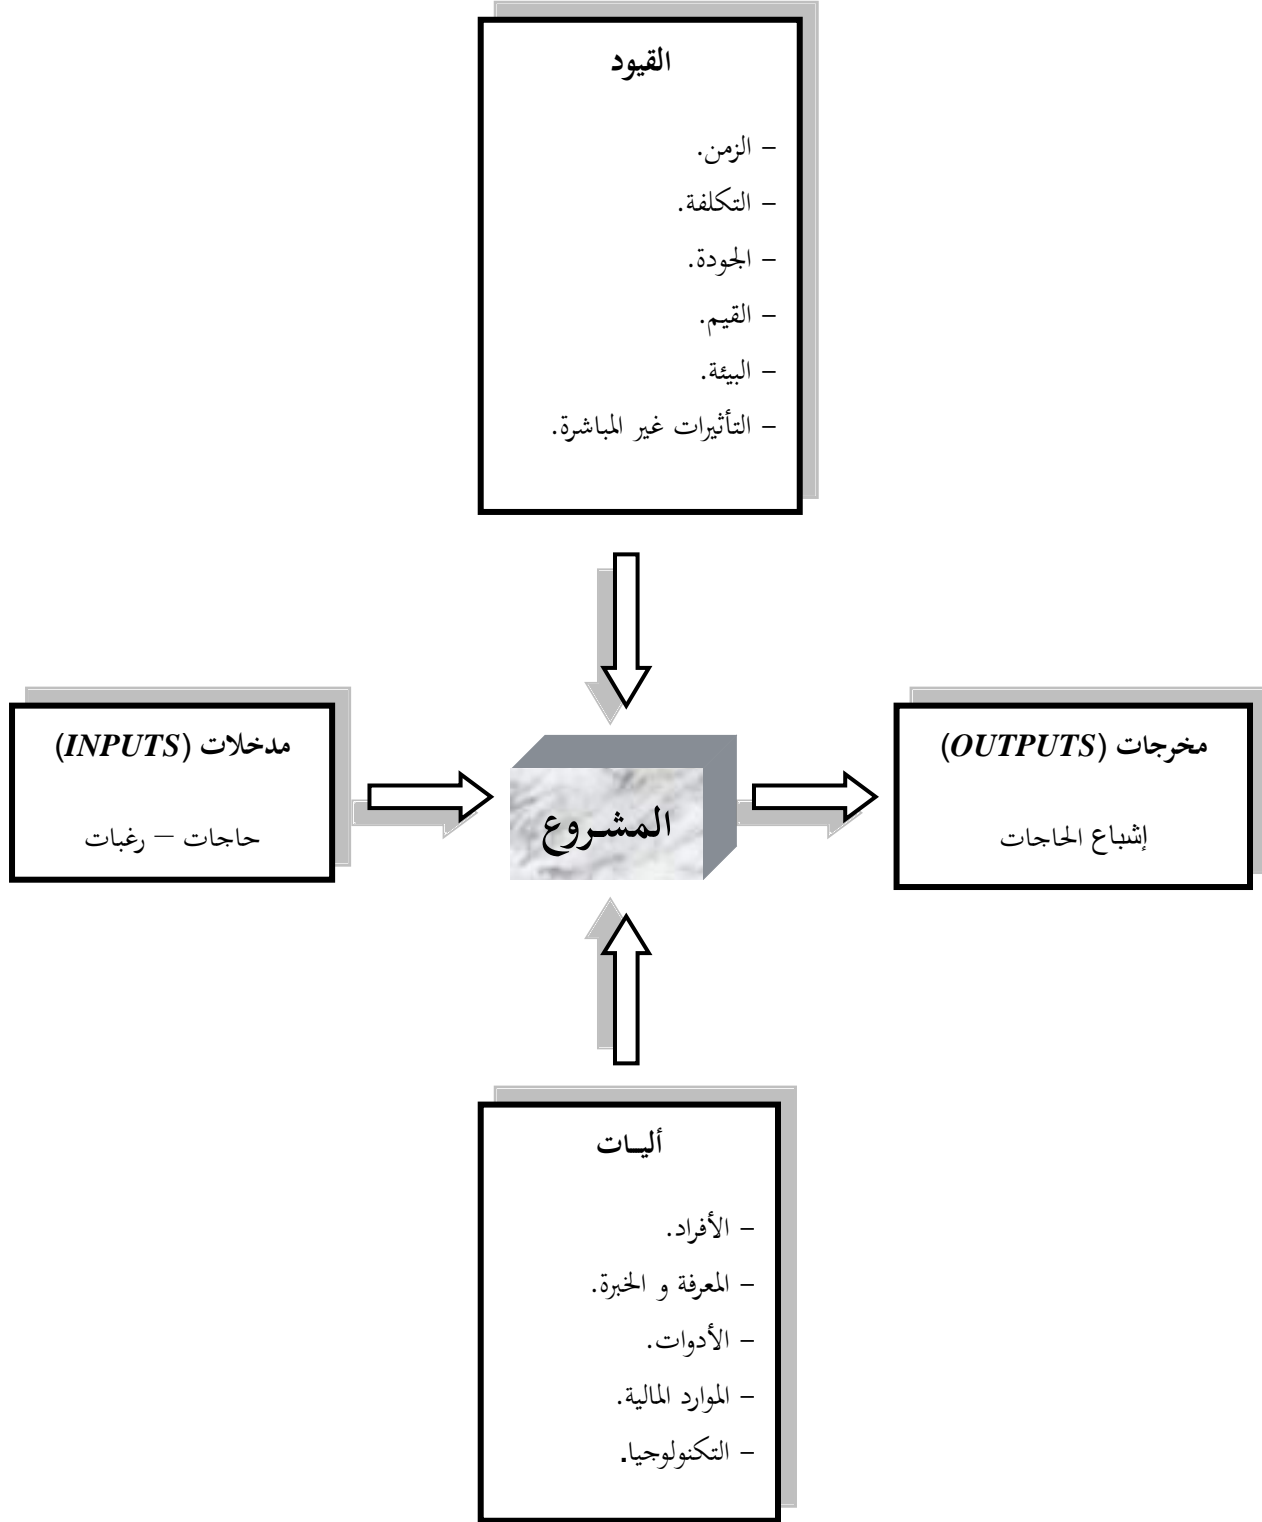 القيود
– الزمن.
– التكلفة.
– الجودة.
– القيم.
– البيئة.
– التأثيرات غير المباشرة.
مدخلات (INPUTS)
حاجات – رغبات
المشـروع
مخرجات (OUTPUTS)
إشباع الحاجات
أليـات
– الأفراد.
– المعرفة و الخبرة.
– الأدوات.
– الموارد المالية.
– التكنولوجيا.